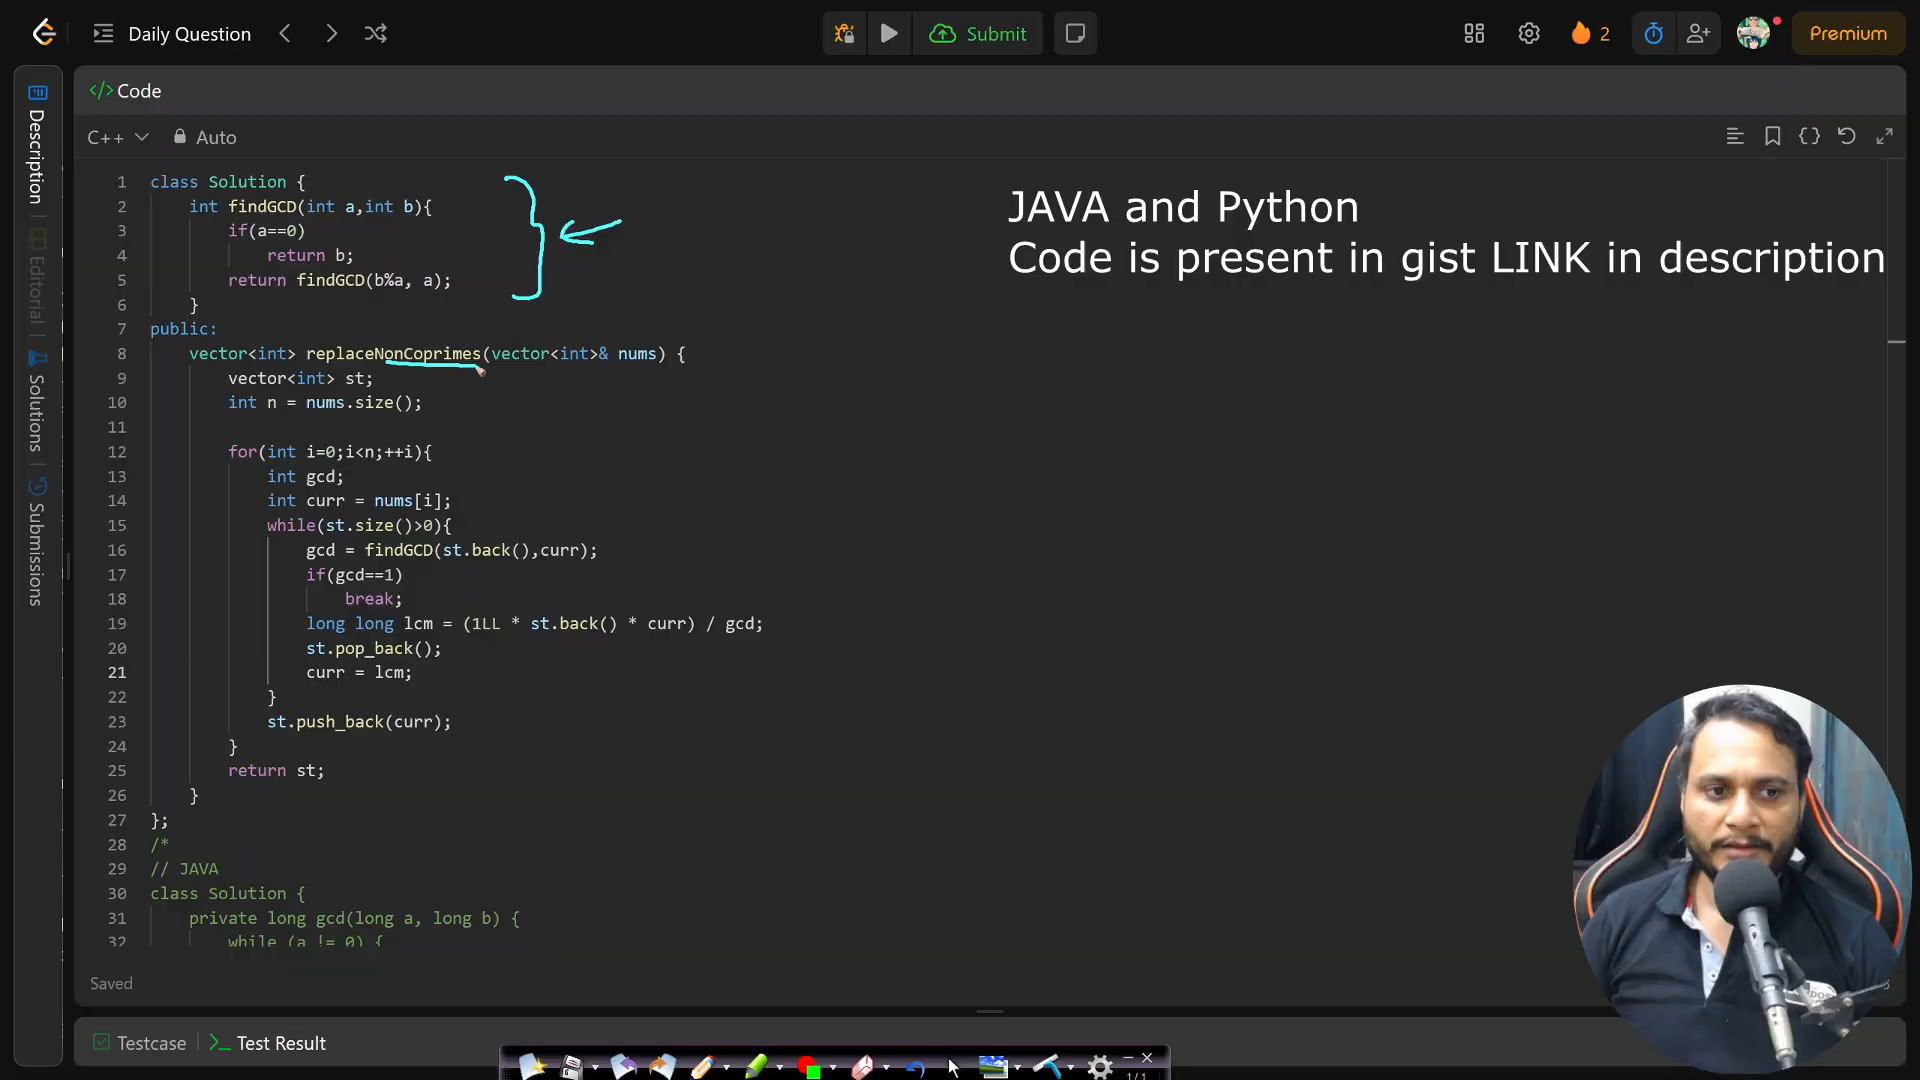 Daily Question
Submit
2
Premium
Description
Editorial
Solutions
Submissions
</> Code
C++
Auto
1 class Solution {
2 int findGCD(int a,int b){
3 if(a==0)
4 return b;
5 return findGCD(b%a, a);
6 }
7 public:
8 vector<int> replaceNonCoprimes(vector<int>& nums) {
9 vector<int> st;
10 int n = nums.size();
11
12 for(int i=0;i<n;++i){
13 int gcd;
14 int curr = nums[i];
15 while(st.size()>0){
16 gcd = findGCD(st.back(),curr);
17 if(gcd==1)
18 break;
19 long long lcm = (1LL * st.back() * curr) / gcd;
20 st.pop_back();
21 curr = lcm;
22 }
23 st.push_back(curr);
24 }
25 return st;
26 }
27 };
28 /*
29 // JAVA
30 class Solution {
31 private long gcd(long a, long b) {
32 while (a != 0) {
JAVA and Python
Code is present in gist LINK in description
Saved
Testcase
Test Result
1/1